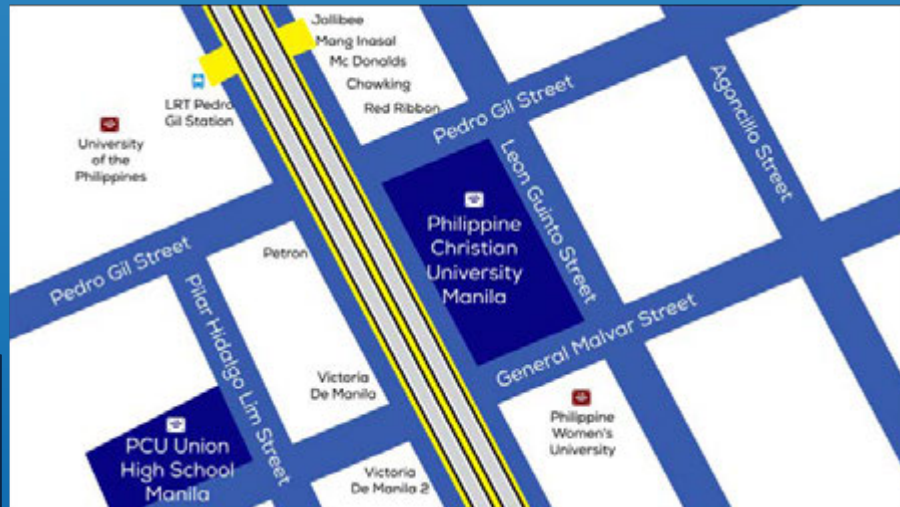 Jollibee
Mang Inasal
Mc Donalds
Chowking
Red Ribbon
LRT Pedro
Gil Station
University
of the
Philippines
Pedro Gil Street
Agoncillo Street
Leon Guinto Street
Philippine
Christian
University
Manila
Petron
Pedro Gil Street
Pilar Hidalgo Lim Street
General Malvar Street
Victoria
De Manila
Philippine
Women's
University
PCU Union
High School
Manila
Victoria
De Manila 2